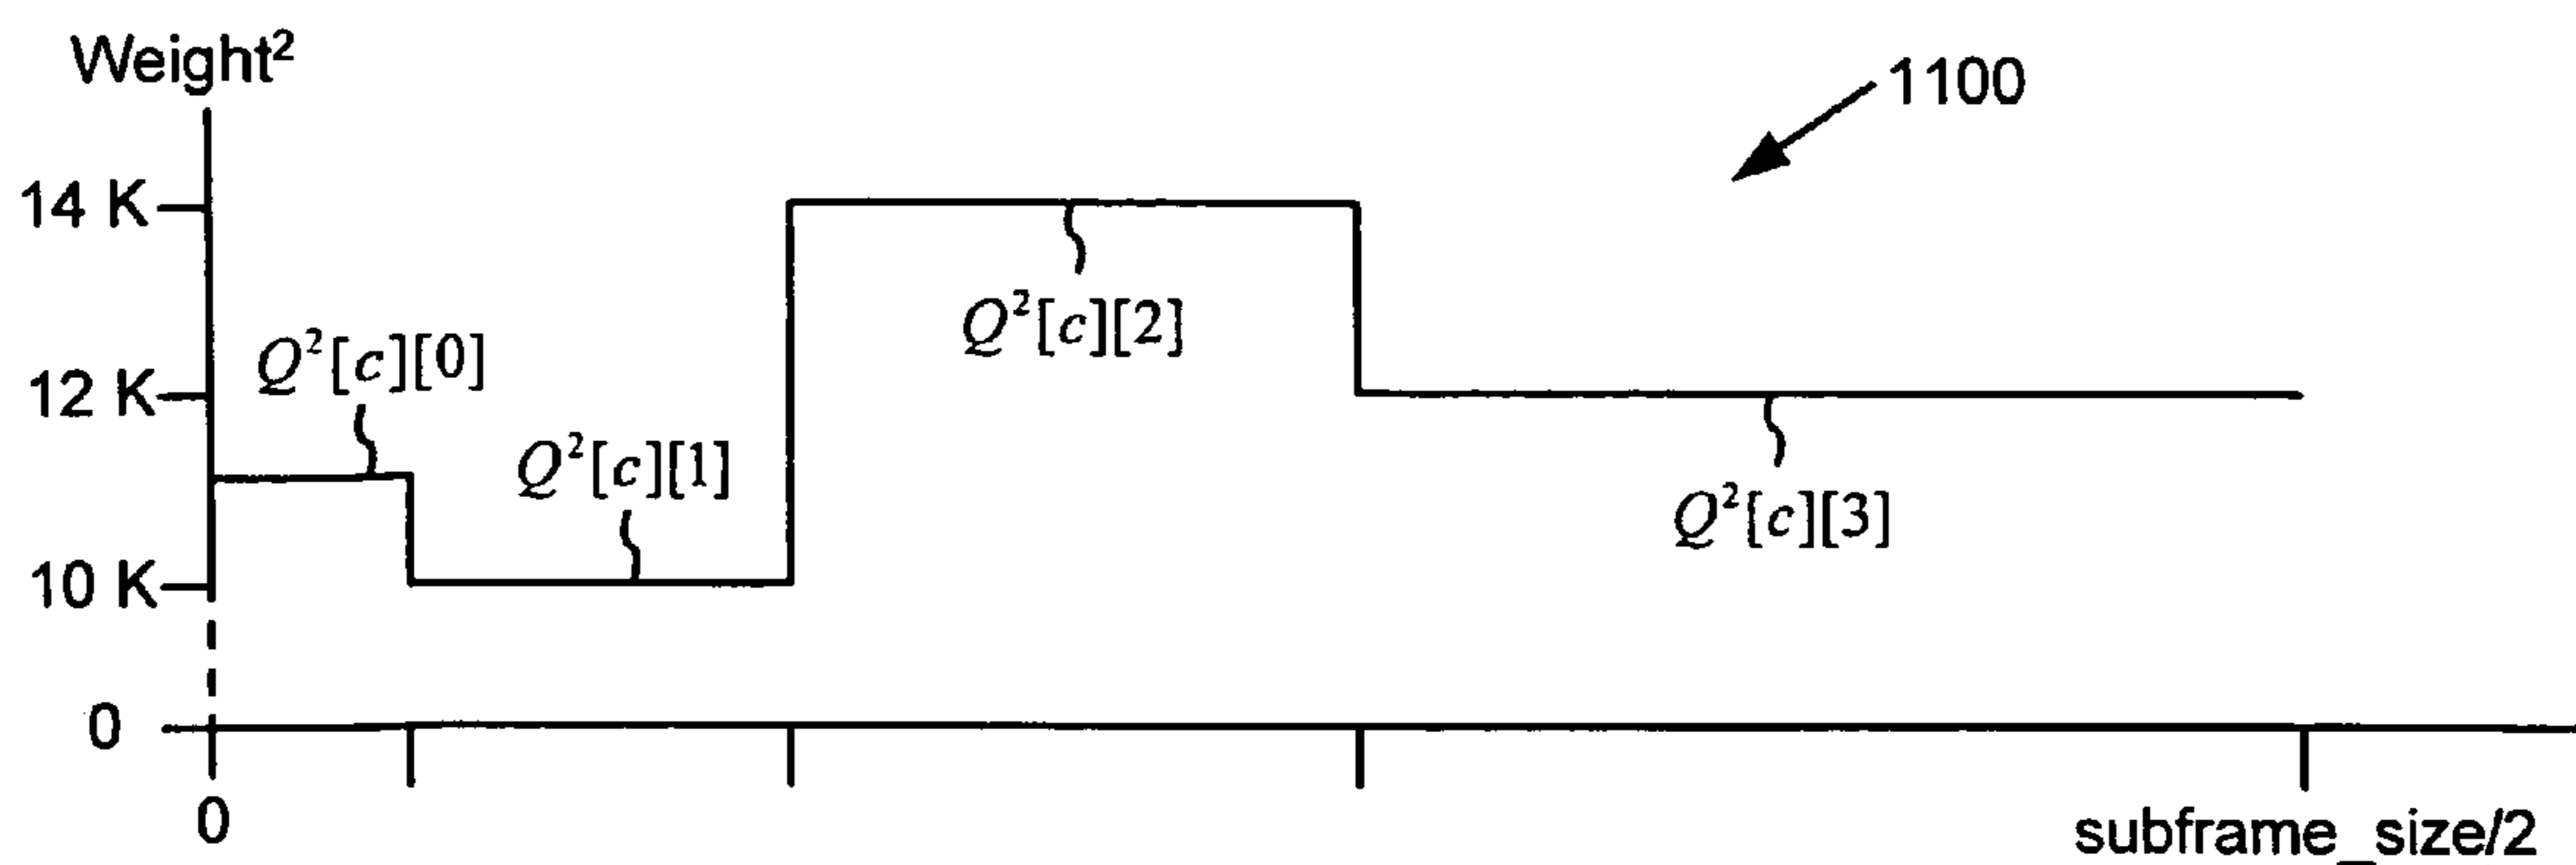 Weight²
1100
14 K
Q²[c][2]
Q²[c][0]
12 K
Q²[c][1]
Q²[c][3]
10 K
0
0
subframe_size/2